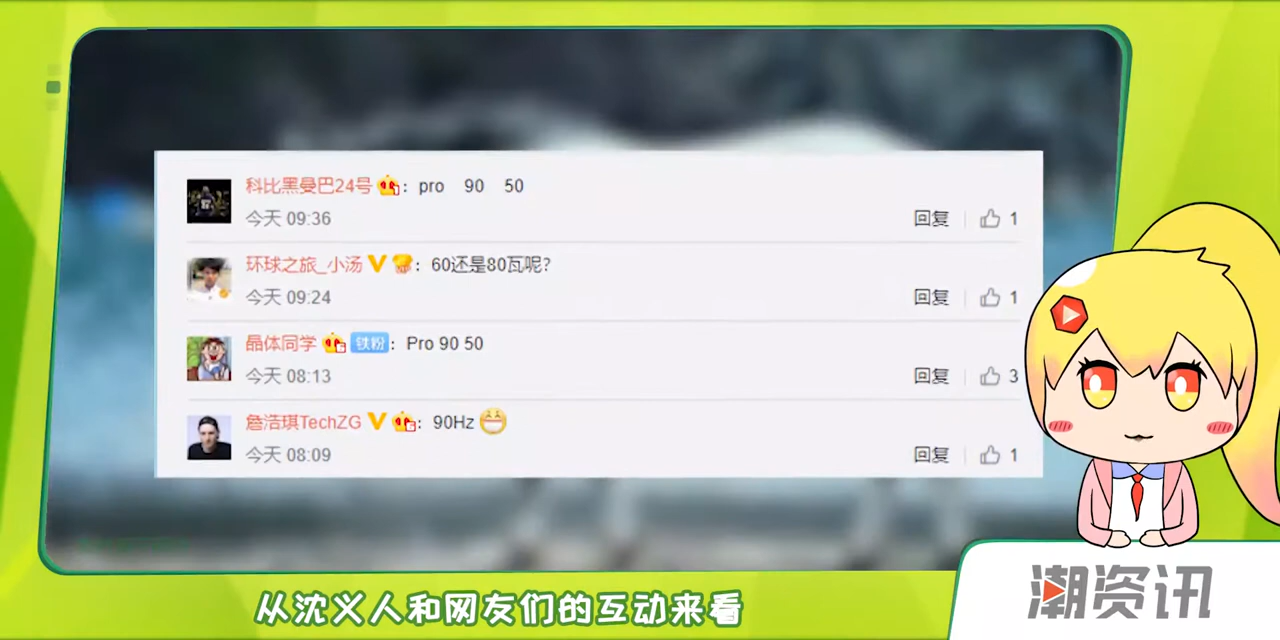 科比黑曼巴24号：pro 90 50
今天 09:36 回复 1
环球之旅_小汤：60还是80瓦呢?
今天 09:24 回复 1
晶体同学 铁粉：Pro 90 50
今天 08:13 回复 3
詹浩琪TechZG：90Hz
今天 08:09 回复 1
从沈义人和网友们的互动来看
潮资讯